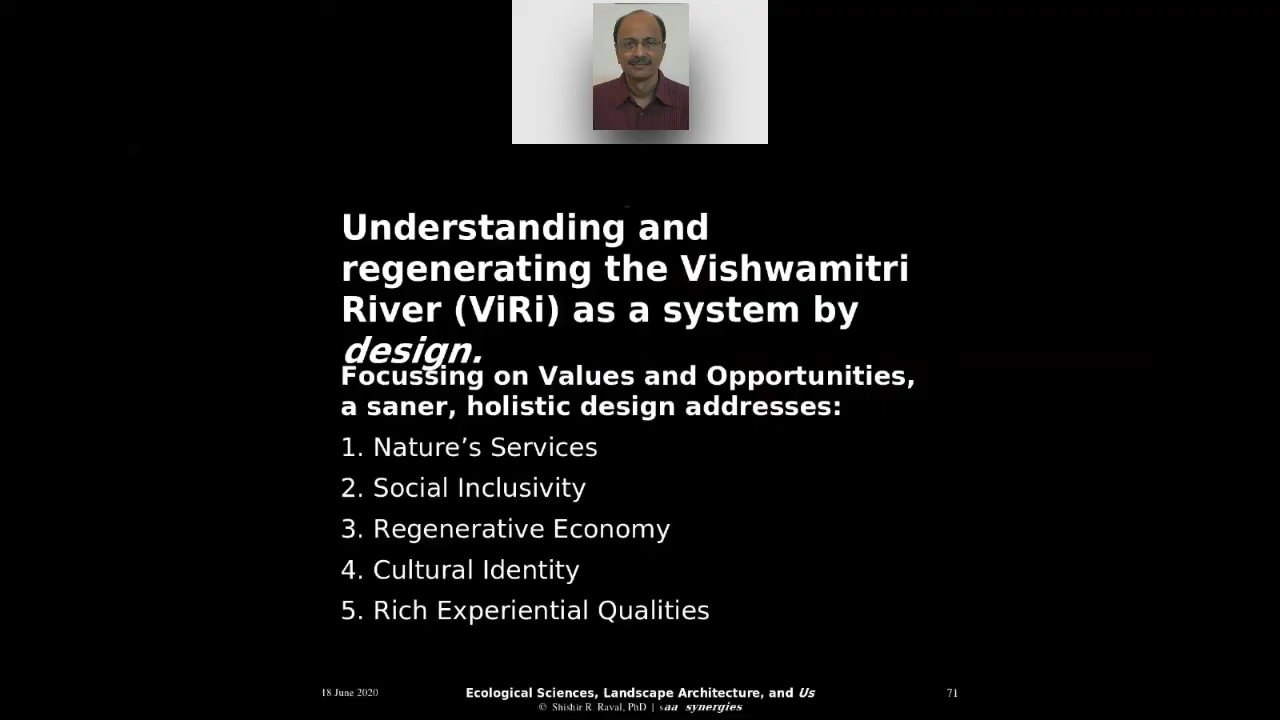 Understanding and
regenerating the Vishwamitri
River (ViRi) as a system by
design.
Focussing on Values and Opportunities,
a saner, holistic design addresses:
1. Nature’s Services
2. Social Inclusivity
3. Regenerative Economy
4. Cultural Identity
5. Rich Experiential Qualities
18 June 2020
Ecological Sciences, Landscape Architecture, and Us
71
© Shishir R. Raval, PhD | saa synergies